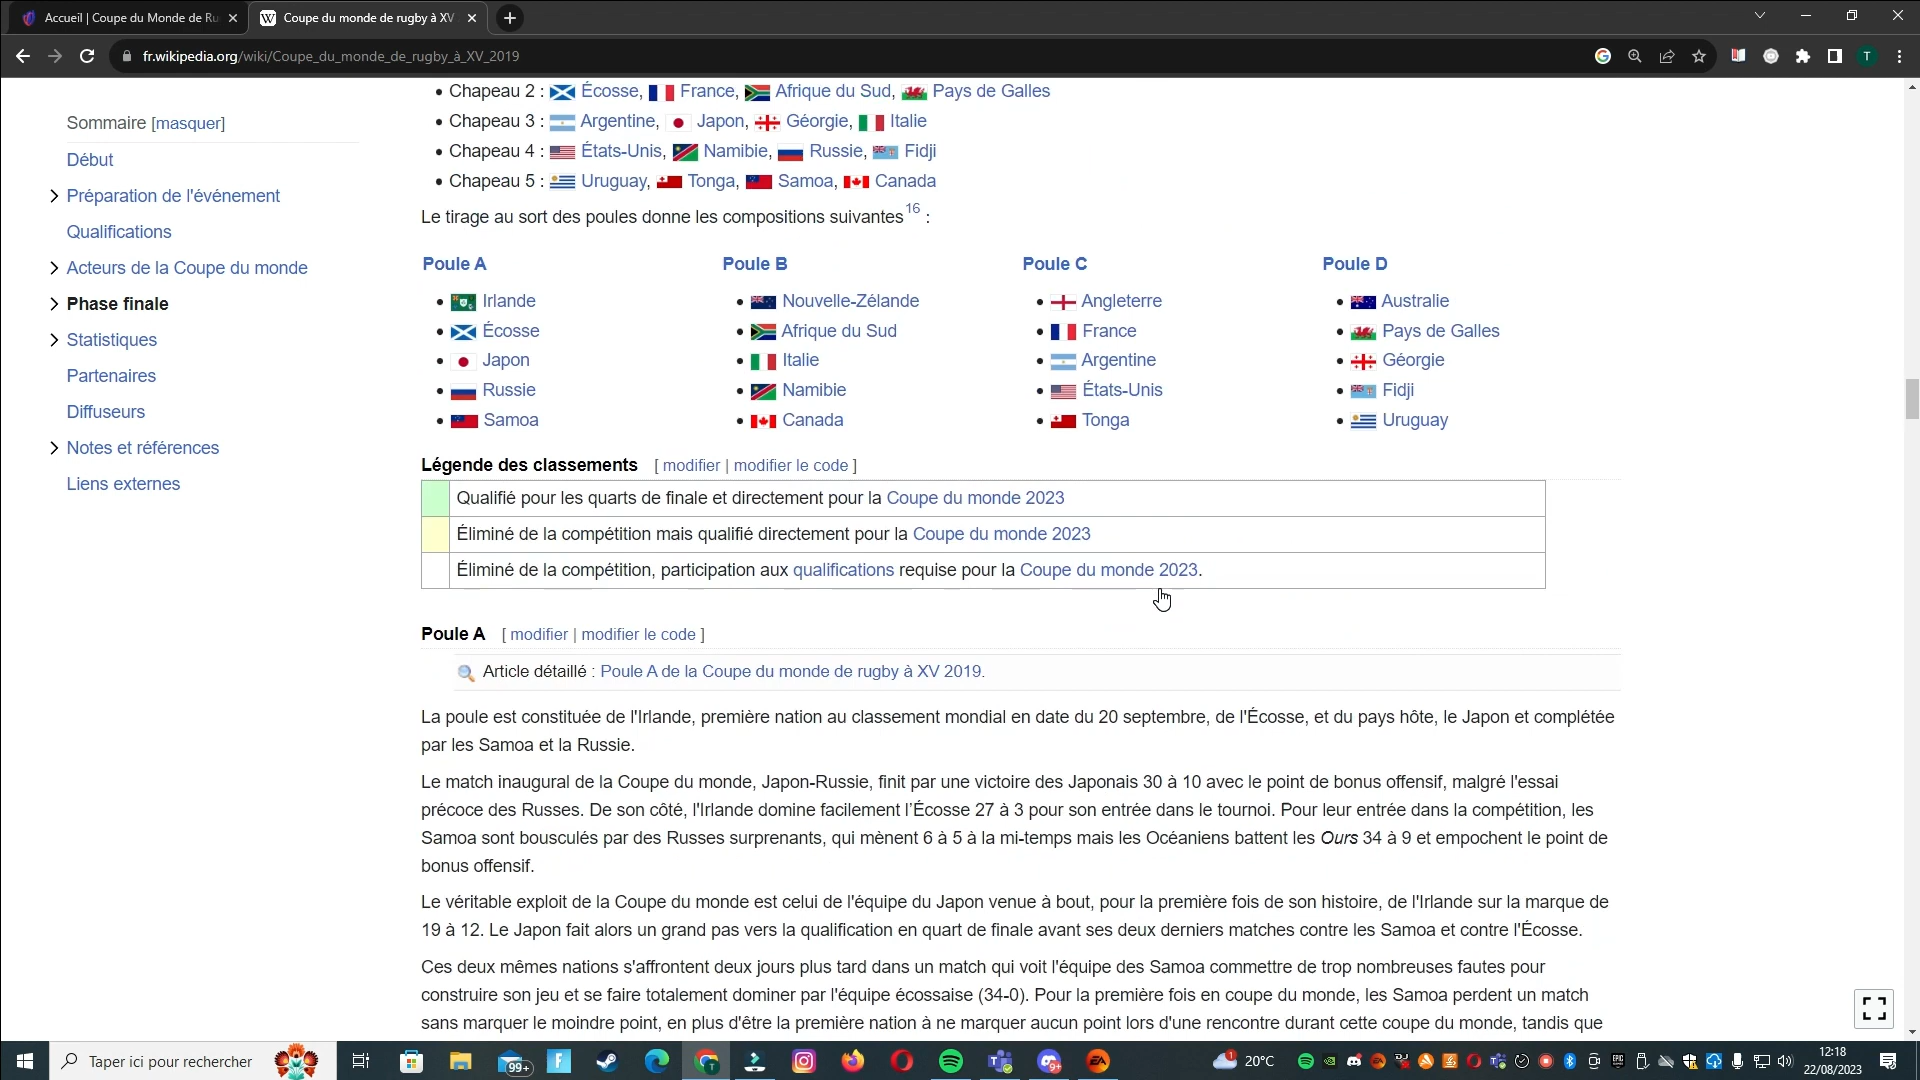 Accueil | Coupe du Monde de Ru
Coupe du monde de rugby à XV
fr.wikipedia.org/wiki/Coupe_du_monde_de_rugby_à_XV_2019
T
Sommaire [masquer]
Début
Préparation de l'événement
Qualifications
Acteurs de la Coupe du monde
Phase finale
Statistiques
Partenaires
Diffuseurs
Notes et références
Liens externes
Chapeau 2 : Écosse, France, Afrique du Sud, Pays de Galles
Chapeau 3 : Argentine, Japon, Géorgie, Italie
Chapeau 4 : États-Unis, Namibie, Russie, Fidji
Chapeau 5 : Uruguay, Tonga, Samoa, Canada
Le tirage au sort des poules donne les compositions suivantes 16 :
Poule A Poule B Poule C Poule D
Irlande Nouvelle-Zélande Angleterre Australie
Écosse Afrique du Sud France Pays de Galles
Japon Italie Argentine Géorgie
Russie Namibie États-Unis Fidji
Samoa Canada Tonga Uruguay
Légende des classements [ modifier | modifier le code ]
Qualifié pour les quarts de finale et directement pour la Coupe du monde 2023
Éliminé de la compétition mais qualifié directement pour la Coupe du monde 2023
Éliminé de la compétition, participation aux qualifications requise pour la Coupe du monde 2023.
Poule A [ modifier | modifier le code ]
Article détaillé : Poule A de la Coupe du monde de rugby à XV 2019.
La poule est constituée de l'Irlande, première nation au classement mondial en date du 20 septembre, de l'Écosse, et du pays hôte, le Japon et complétée
par les Samoa et la Russie.
Le match inaugural de la Coupe du monde, Japon-Russie, finit par une victoire des Japonais 30 à 10 avec le point de bonus offensif, malgré l'essai
précoce des Russes. De son côté, l'Irlande domine facilement l'Écosse 27 à 3 pour son entrée dans le tournoi. Pour leur entrée dans la compétition, les
Samoa sont bousculés par des Russes surprenants, qui mènent 6 à 5 à la mi-temps mais les Océaniens battent les Ours 34 à 9 et empochent le point de
bonus offensif.
Le véritable exploit de la Coupe du monde est celui de l'équipe du Japon venue à bout, pour la première fois de son histoire, de l'Irlande sur la marque de
19 à 12. Le Japon fait alors un grand pas vers la qualification en quart de finale avant ses deux derniers matches contre les Samoa et contre l'Écosse.
Ces deux mêmes nations s'affrontent deux jours plus tard dans un match qui voit l'équipe des Samoa commettre de trop nombreuses fautes pour
construire son jeu et se faire totalement dominer par l'équipe écossaise (34-0). Pour la première fois en coupe du monde, les Samoa perdent un match
sans marquer le moindre point, en plus d'être la première nation à ne marquer aucun point lors d'une rencontre durant cette coupe du monde, tandis que
Taper ici pour rechercher
99+
20°C
12:18
22/08/2023